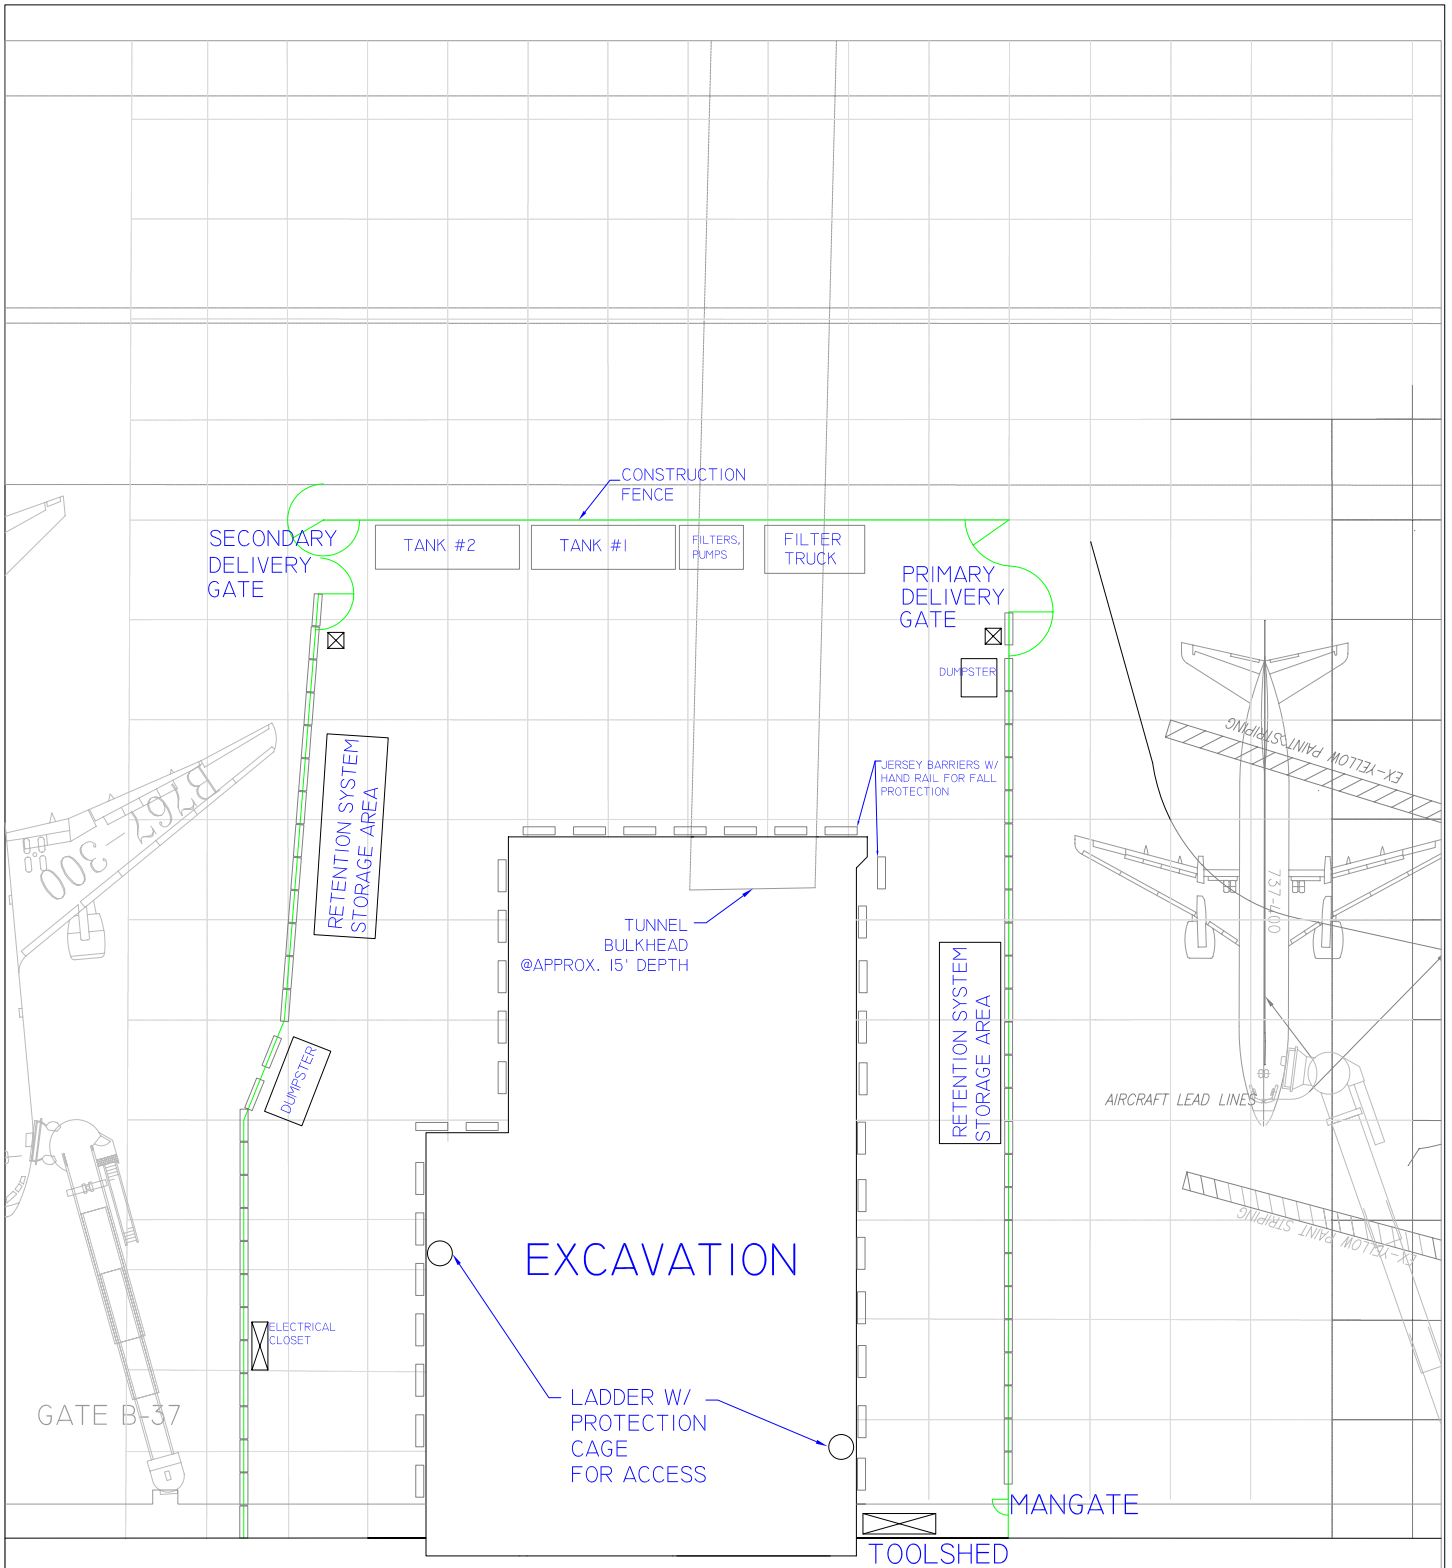 CONSTRUCTION
FENCE
SECONDARY
DELIVERY
GATE
TANK #2
TANK #1
FILTERS,
PUMPS
FILTER
TRUCK
PRIMARY
DELIVERY
GATE
DUMPSTER
EX-YELLOW PAINT STRIPING
B767-300
RETENTION SYSTEM
STORAGE AREA
JERSEY BARRIERS W/
HAND RAIL FOR FALL
PROTECTION
737-400
TUNNEL
BULKHEAD
@APPROX. 15' DEPTH
RETENTION SYSTEM
STORAGE AREA
DUMPSTER
AIRCRAFT LEAD LINES
EX-YELLOW PAINT STRIPING
EXCAVATION
ELECTRICAL
CLOSET
LADDER W/
PROTECTION
CAGE
FOR ACCESS
GATE B-37
MANGATE
TOOLSHED